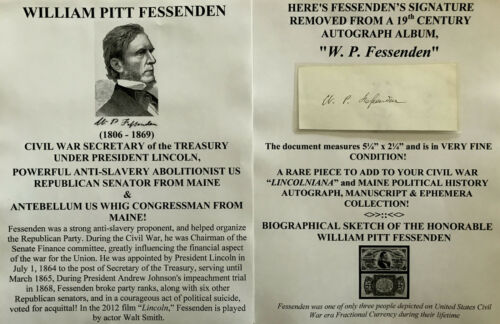 WILLIAM PITT FESSENDEN
W. P. Fessenden
(1806 - 1869)
CIVIL WAR SECRETARY of the TREASURY
UNDER PRESIDENT LINCOLN,
POWERFUL ANTI-SLAVERY ABOLITIONIST US
REPUBLICAN SENATOR FROM MAINE
&
ANTEBELLUM US WHIG CONGRESSMAN FROM
MAINE!
Fessenden was a strong anti-slavery proponent, and helped organize
the Republican Party. During the Civil War, he was Chairman of the
Senate Finance committee, greatly influencing the financial aspect
of the war for the Union. He was appointed by President Lincoln in
July 1, 1864 to the post of Secretary of the Treasury, serving until
March 1865, During President Andrew Johnson's impeachment trial
in 1868, Fessenden broke party ranks, along with six other
Republican senators, and in a courageous act of political suicide,
voted for acquittal! In the 2012 film "Lincoln," Fessenden is played
by actor Walt Smith.
HERE'S FESSENDEN'S SIGNATURE
REMOVED FROM A 19th CENTURY
AUTOGRAPH ALBUM,
"W. P. Fessenden"
W. P. Fessenden
The document measures 5¼" x 2¼" and is in VERY FINE
CONDITION!
A RARE PIECE TO ADD TO YOUR CIVIL WAR
"LINCOLNIANA" and MAINE POLITICAL HISTORY
AUTOGRAPH, MANUSCRIPT & EPHEMERA
COLLECTION!
<>::<>
BIOGRAPHICAL SKETCH OF THE HONORABLE
WILLIAM PITT FESSENDEN
Fessenden was one of only three people depicted on United States Civil
War era Fractional Currency during their lifetime